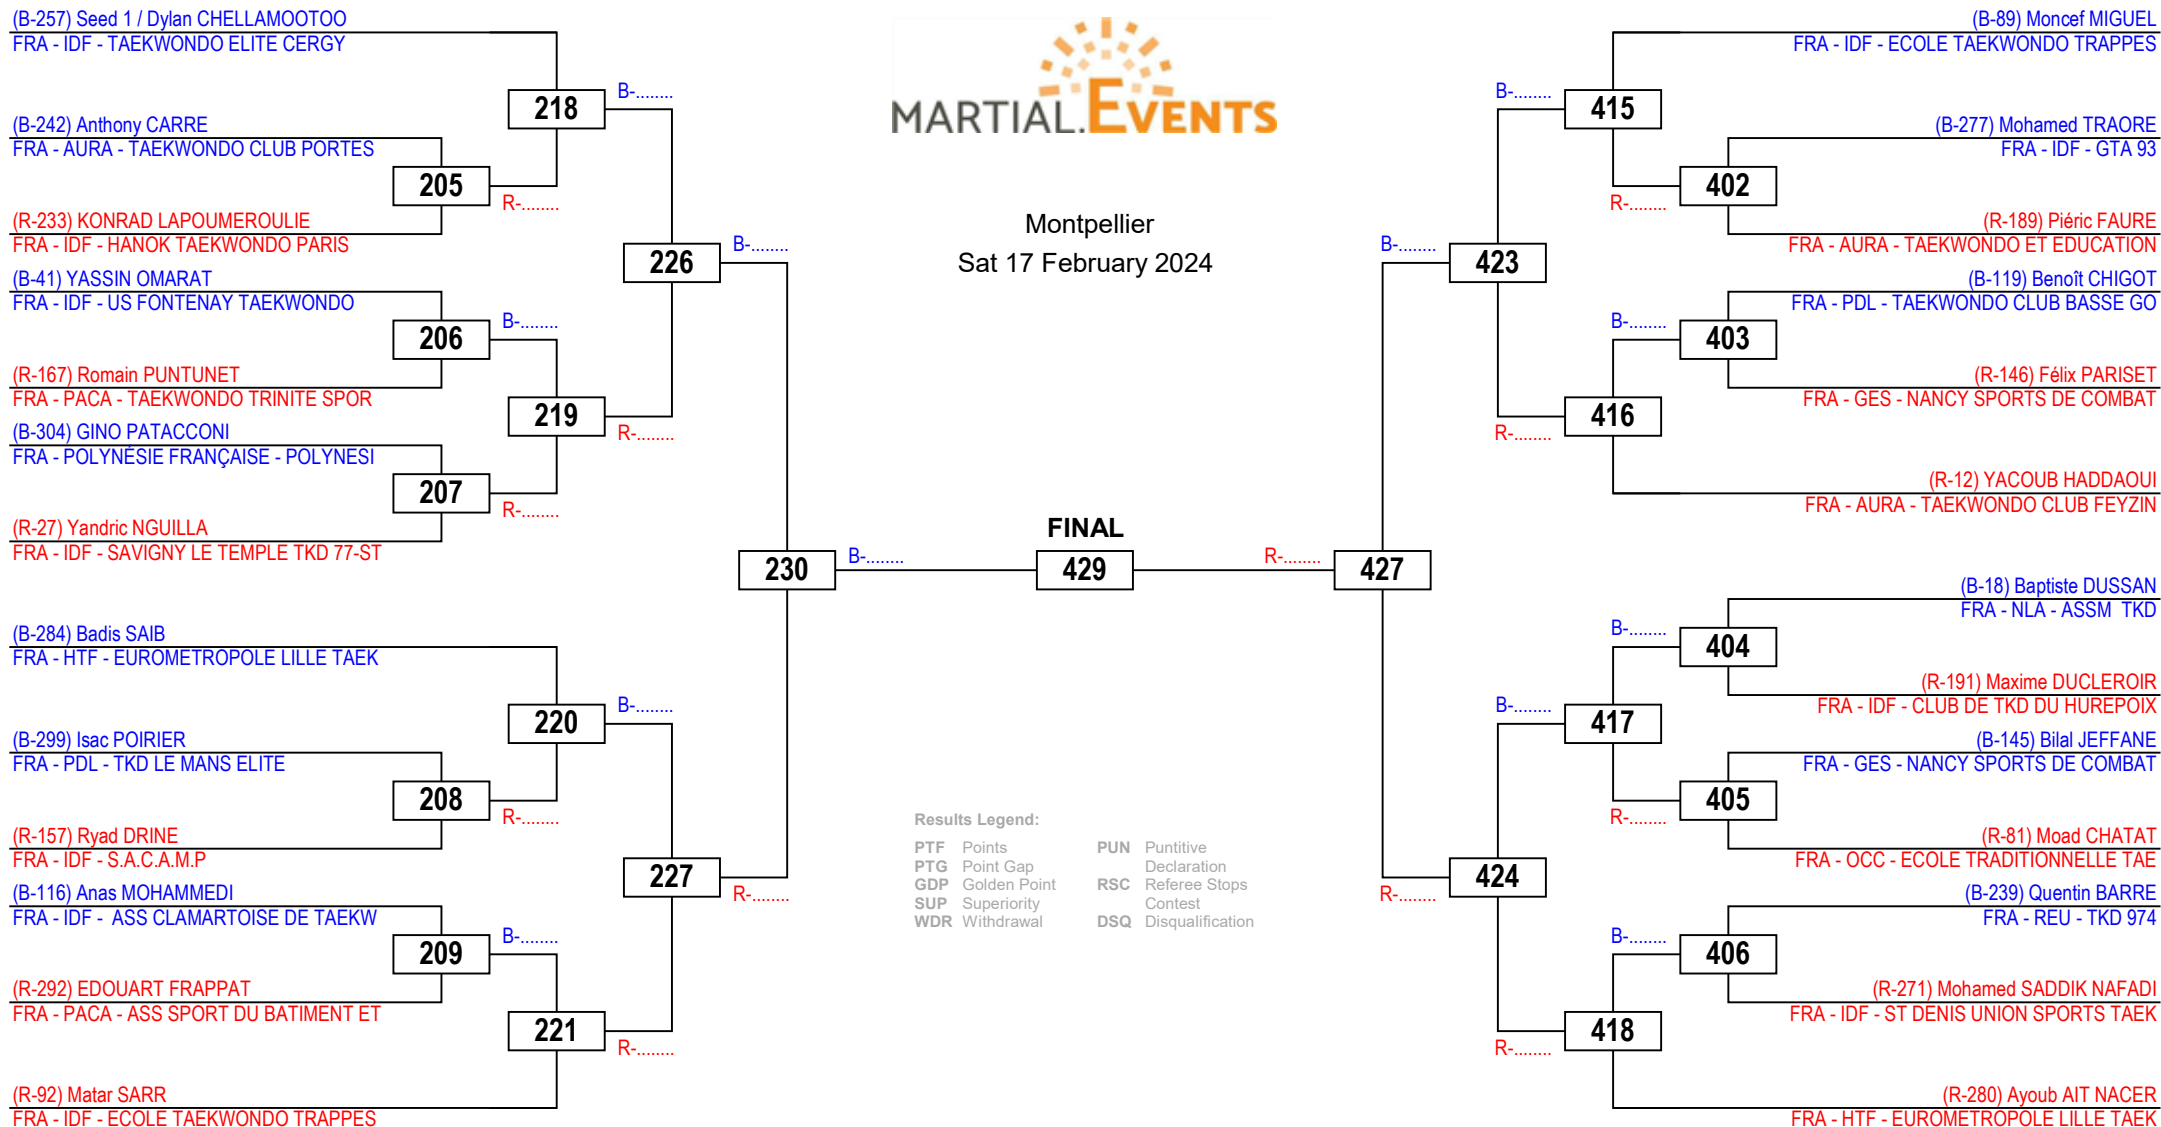 (B-257) Seed 1 / Dylan CHELLAMOOTOO
FRA - IDF - TAEKWONDO ELITE CERGY
218
B-........
(B-242) Anthony CARRE
FRA - AURA - TAEKWONDO CLUB PORTES
205
R-........
(R-233) KONRAD LAPOUMEROULIE
FRA - IDF - HANOK TAEKWONDO PARIS
226
B-........
(B-41) YASSIN OMARAT
FRA - IDF - US FONTENAY TAEKWONDO
206
B-........
(R-167) Romain PUNTUNET
FRA - PACA - TAEKWONDO TRINITE SPOR
219
R-........
(B-304) GINO PATACCONI
FRA - POLYNÉSIE FRANÇAISE - POLYNESI
207
R-........
(R-27) Yandric NGUILLA
FRA - IDF - SAVIGNY LE TEMPLE TKD 77-ST
230
B-........
(B-284) Badis SAIB
FRA - HTF - EUROMETROPOLE LILLE TAEK
220
B-........
(B-299) Isac POIRIER
FRA - PDL - TKD LE MANS ELITE
208
R-........
(R-157) Ryad DRINE
FRA - IDF - S.A.C.A.M.P
227
R-........
(B-116) Anas MOHAMMEDI
FRA - IDF -  ASS CLAMARTOISE DE TAEKW
209
B-........
(R-292) EDOUART FRAPPAT
FRA - PACA - ASS SPORT DU BATIMENT ET
221
R-........
(R-92) Matar SARR
FRA - IDF - ECOLE TAEKWONDO TRAPPES
MARTIAL.EVENTS
Montpellier
Sat 17 February 2024
FINAL
429
Results Legend:
PTF Points
PTG Point Gap
GDP Golden Point
SUP Superiority
WDR Withdrawal
PUN Puntitive
Declaration
RSC Referee Stops
Contest
DSQ Disqualification
(B-89) Moncef MIGUEL
FRA - IDF - ECOLE TAEKWONDO TRAPPES
B-........
415
(B-277) Mohamed TRAORE
FRA - IDF - GTA 93
402
R-........
(R-189) Piéric FAURE
FRA - AURA - TAEKWONDO ET EDUCATION
B-........
423
(B-119) Benoît CHIGOT
FRA - PDL - TAEKWONDO CLUB BASSE GO
B-........
403
(R-146) Félix PARISET
FRA - GES - NANCY SPORTS DE COMBAT
R-........
416
(R-12) YACOUB HADDAOUI
FRA - AURA - TAEKWONDO CLUB FEYZIN
R-........
427
(B-18) Baptiste DUSSAN
FRA - NLA - ASSM  TKD
B-........
404
(R-191) Maxime DUCLEROIR
FRA - IDF - CLUB DE TKD DU HUREPOIX
B-........
417
(B-145) Bilal JEFFANE
FRA - GES - NANCY SPORTS DE COMBAT
405
R-........
(R-81) Moad CHATAT
FRA - OCC - ECOLE TRADITIONNELLE TAE
R-........
424
(B-239) Quentin BARRE
FRA - REU - TKD 974
B-........
406
(R-271) Mohamed SADDIK NAFADI
FRA - IDF - ST DENIS UNION SPORTS TAEK
R-........
418
(R-280) Ayoub AIT NACER
FRA - HTF - EUROMETROPOLE LILLE TAEK